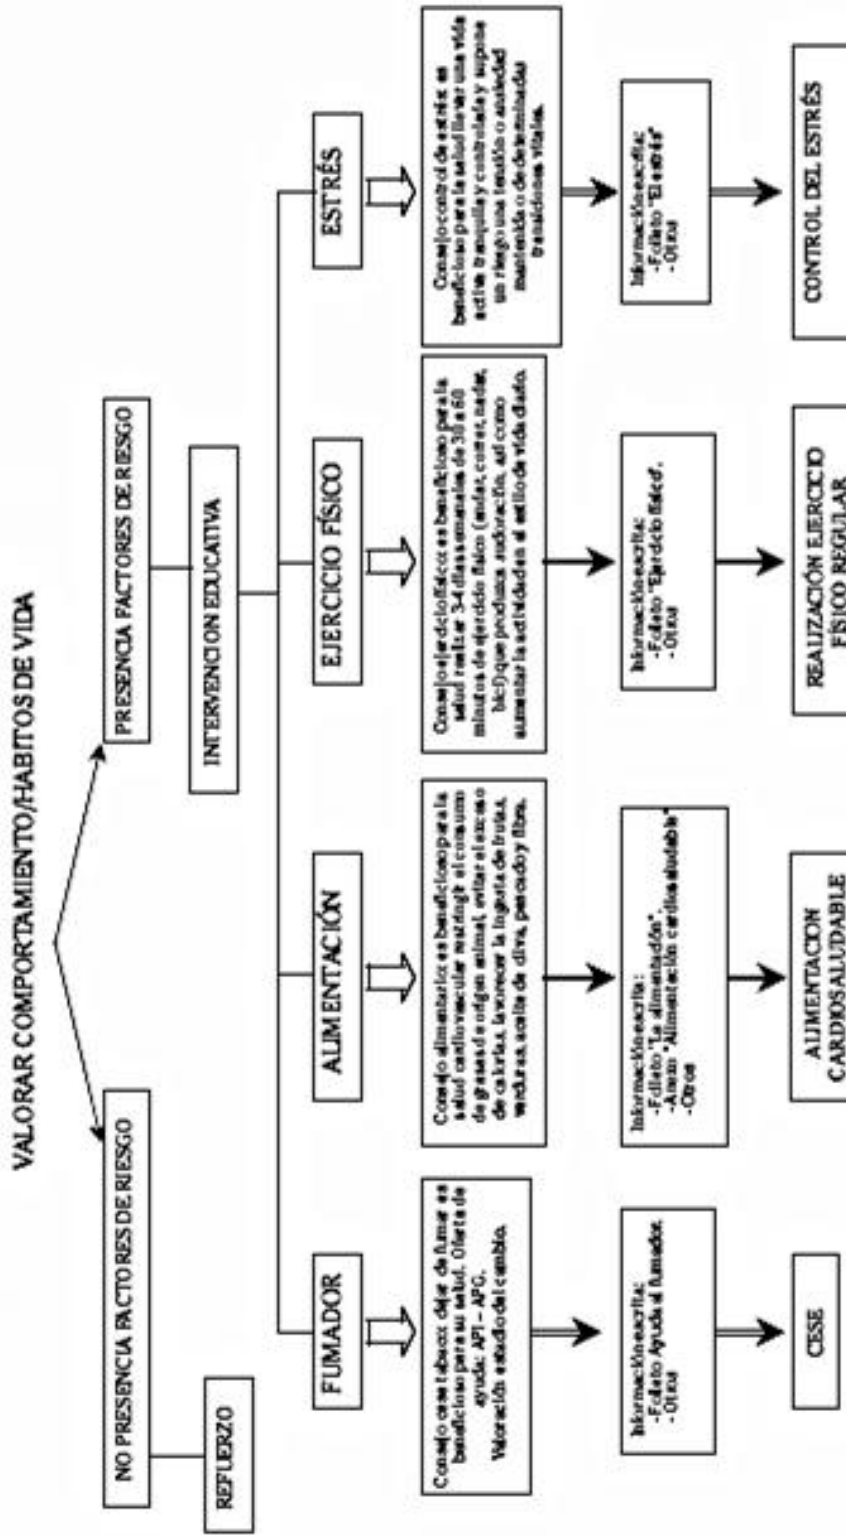 VALORAR COMPORTAMIENTO/HABITOS DE VIDA
NO PRESENCIA FACTORES DE RIESGO
PRESENCIA FACTORES DE RIESGO
REFUERZO
INTERVENCION EDUCATIVA
FUMADOR
ALIMENTACIÓN
EJERCICIO FÍSICO
ESTRÉS
Consejo cese tabaco: dejar de fumar es
beneficioso para su salud. Oferta de
ayuda: API – APG.
Valoración estadio del cambio.
Consejo alimentario: es beneficioso para la
salud cardiovascular restringir el consumo
de grasas de origen animal, evitar el exceso
de calorías, favorecer la ingesta de frutas,
verduras, aceite de oliva, pescado y fibra.
Consejo ejercicio físico: es beneficioso para la
salud realizar 3-4 días semanales de 30 a 60
minutos de ejercicio físico (andar, correr, nadar,
bici) que produzca sudoración, así como
aumentar la actividad en el estilo de vida diario.
Consejo control de estrés: es
beneficioso para la salud llevar una vida
activa tranquila y controlada y supone
un riesgo una tensión o ansiedad
mantenida o de determinadas
transiciones vitales.
Información escrita:
-Folleto Ayuda al fumador.
- Otros
Información escrita:
-Folleto "La alimentación".
-Anexo "Alimentación cardiosaludable"
-Otros
Información escrita:
-Folleto "Ejercicio físico".
- Otros
Información escrita:
-Folleto "El estrés"
- Otros
CESE
ALIMENTACION
CARDIOSALUDABLE
REALIZACIÓN EJERCICIO
FÍSICO REGULAR
CONTROL DEL ESTRÉS